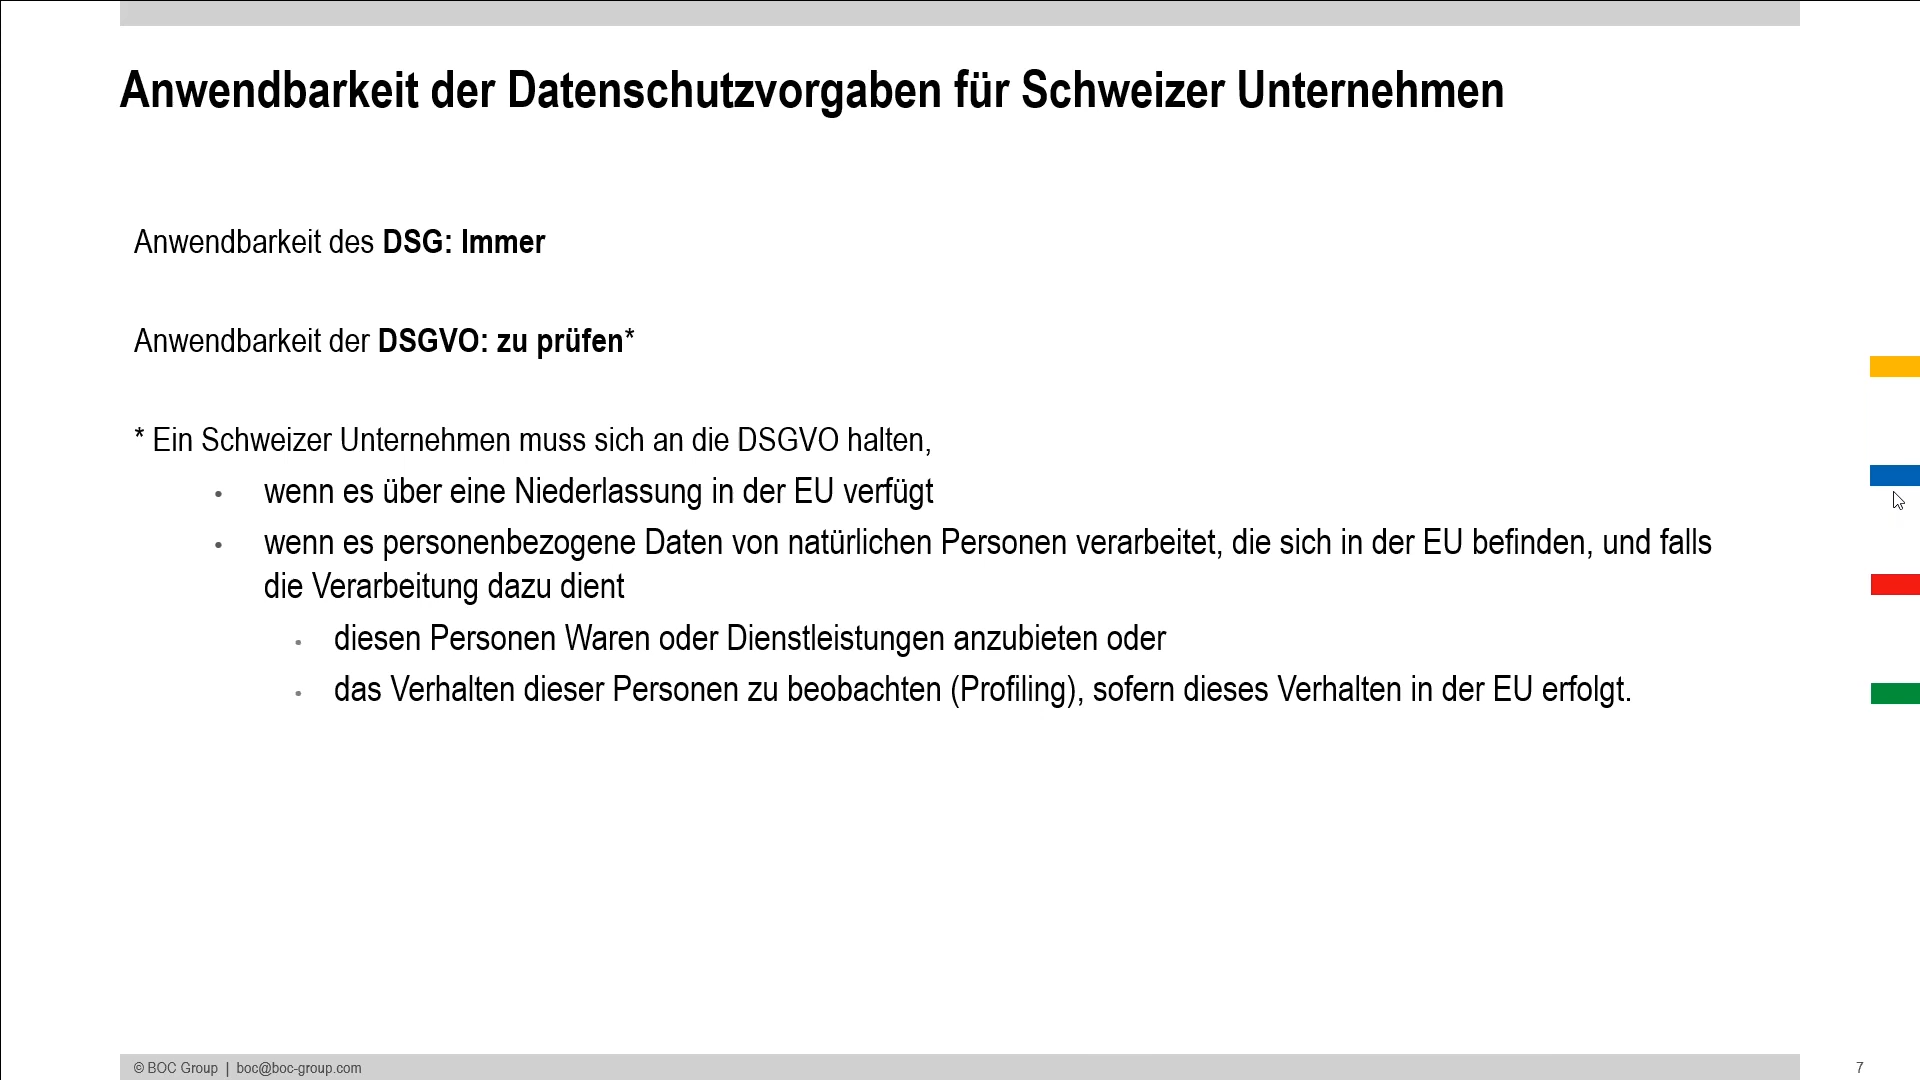 Anwendbarkeit der Datenschutzvorgaben für Schweizer Unternehmen
Anwendbarkeit des DSG: Immer
Anwendbarkeit der DSGVO: zu prüfen*
* Ein Schweizer Unternehmen muss sich an die DSGVO halten,
• wenn es über eine Niederlassung in der EU verfügt
• wenn es personenbezogene Daten von natürlichen Personen verarbeitet, die sich in der EU befinden, und falls
die Verarbeitung dazu dient
• diesen Personen Waren oder Dienstleistungen anzubieten oder
• das Verhalten dieser Personen zu beobachten (Profiling), sofern dieses Verhalten in der EU erfolgt.
© BOC Group | boc@boc-group.com
7